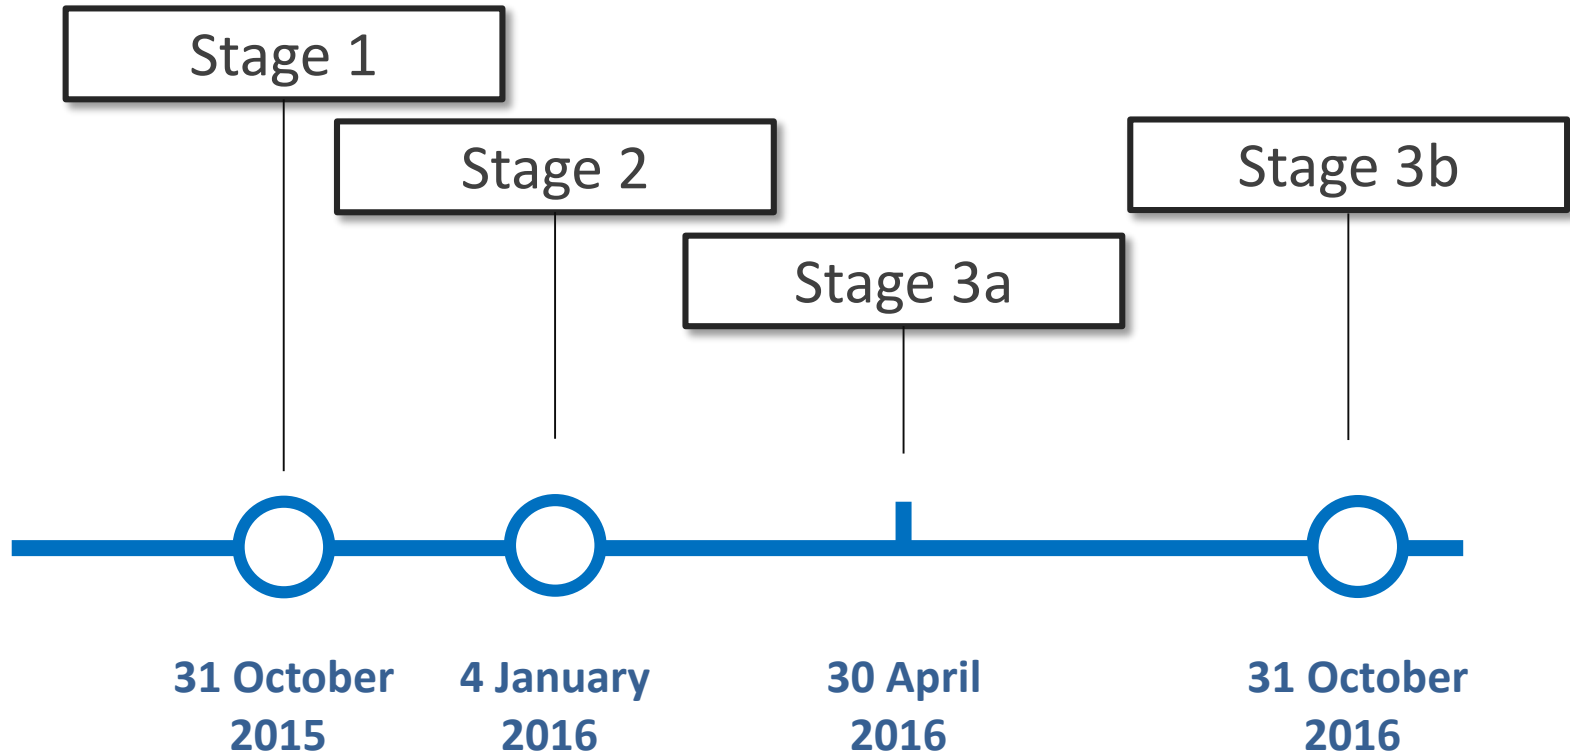 Stage 1
Stage 2
Stage 3b
Stage 3a
31 October
2015
4 January
2016
30 April
2016
31 October
2016